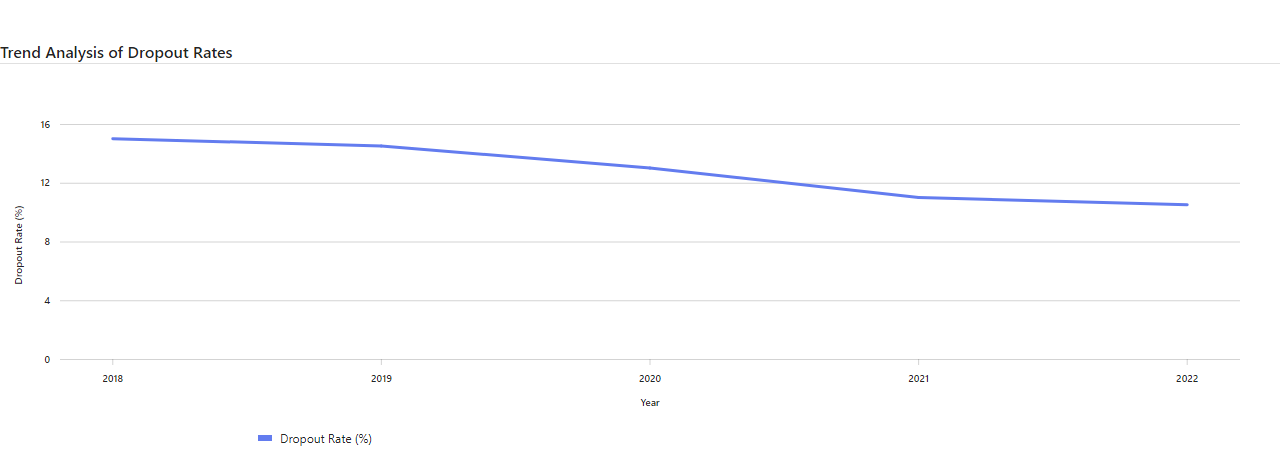 Trend Analysis of Dropout Rates
16
12
8
4
0
Dropout Rate (%)
2018 2019 2020 2021 2022
Year
Dropout Rate (%)